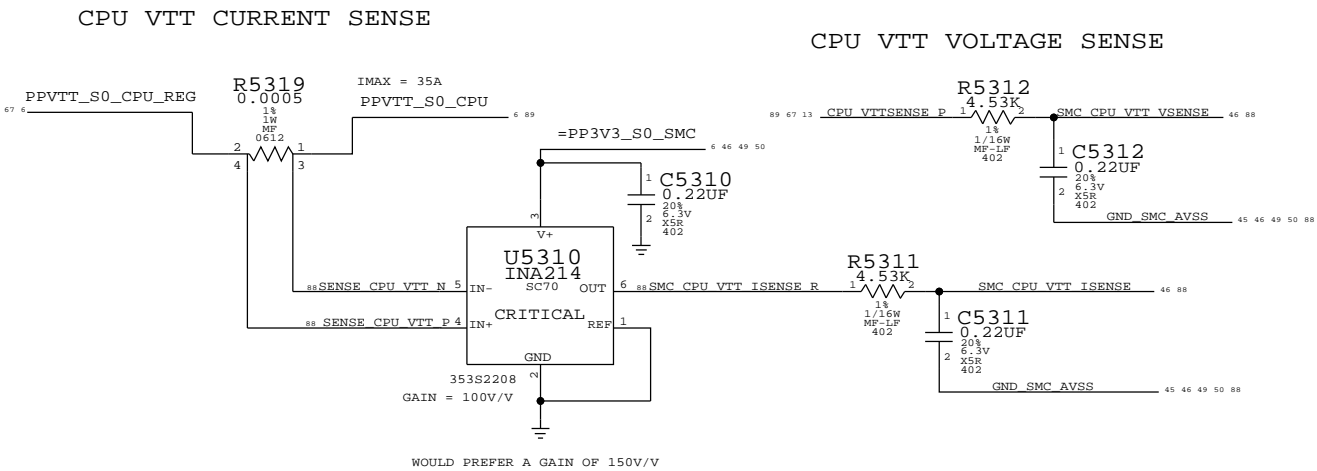 CPU VTT CURRENT SENSE
CPU VTT VOLTAGE SENSE
R5319
0.0005
1%
1W
MF
0612
IMAX = 35A
67 6
PPVTT_S0_CPU_REG
PPVTT_S0_CPU
6 89
2
1
4
3
=PP3V3_S0_SMC
6 46 49 50
1
C5310
0.22UF
20%
6.3V
X5R
402
2
3
V+
U5310
INA214
SC70
CRITICAL
88 SENSE_CPU_VTT_N 5 IN-
88 SENSE_CPU_VTT_P 4 IN+
OUT 6
REF 1
GND
2
353S2208
GAIN = 100V/V
WOULD PREFER A GAIN OF 150V/V
88 SMC_CPU_VTT_ISENSE_R
R5311
4.53K
1
2
1%
1/16W
MF-LF
402
SMC_CPU_VTT_ISENSE
46 88
1
C5311
0.22UF
20%
6.3V
X5R
402
2
GND_SMC_AVSS
45 46 49 50 88
R5312
4.53K
89 67 13
CPU_VTTSENSE_P
1
2
1%
1/16W
MF-LF
402
SMC_CPU_VTT_VSENSE
46 88
1
C5312
0.22UF
20%
6.3V
X5R
402
2
GND_SMC_AVSS
45 46 49 50 88